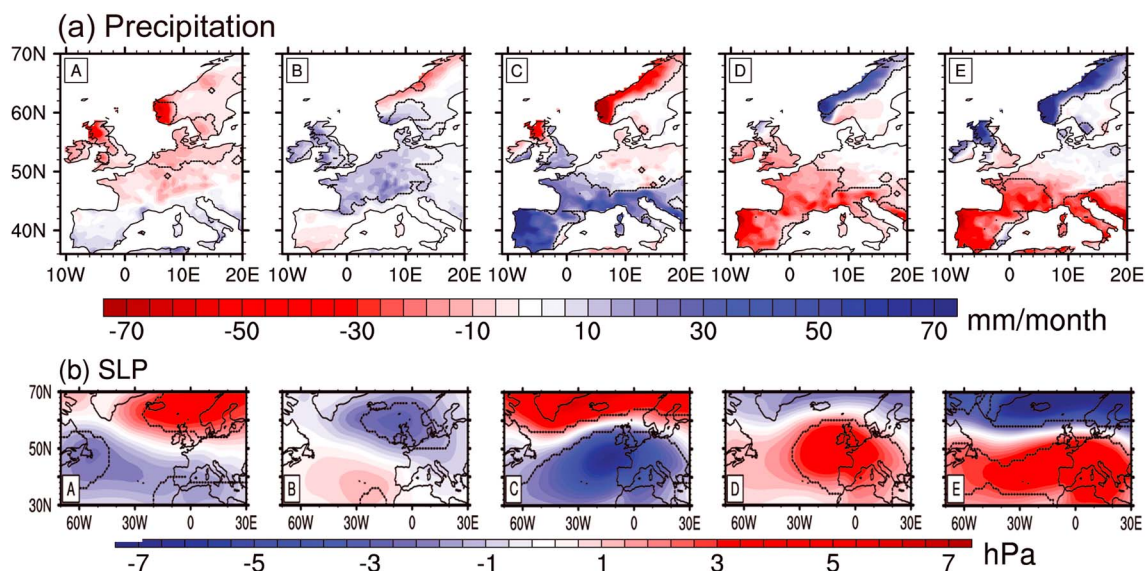 (a) Precipitation
70N
60N
50N
40N
A
B
C
D
E
10W 0 10E 20E
10W 0 10E 20E
10W 0 10E 20E
10W 0 10E 20E
10W 0 10E 20E
-70 -50 -30 -10 10 30 50 70 mm/month
(b) SLP
70N
50N
30N
A
B
C
D
E
60W 30W 0 30E
60W 30W 0 30E
60W 30W 0 30E
60W 30W 0 30E
60W 30W 0 30E
-7 -5 -3 -1 1 3 5 7 hPa